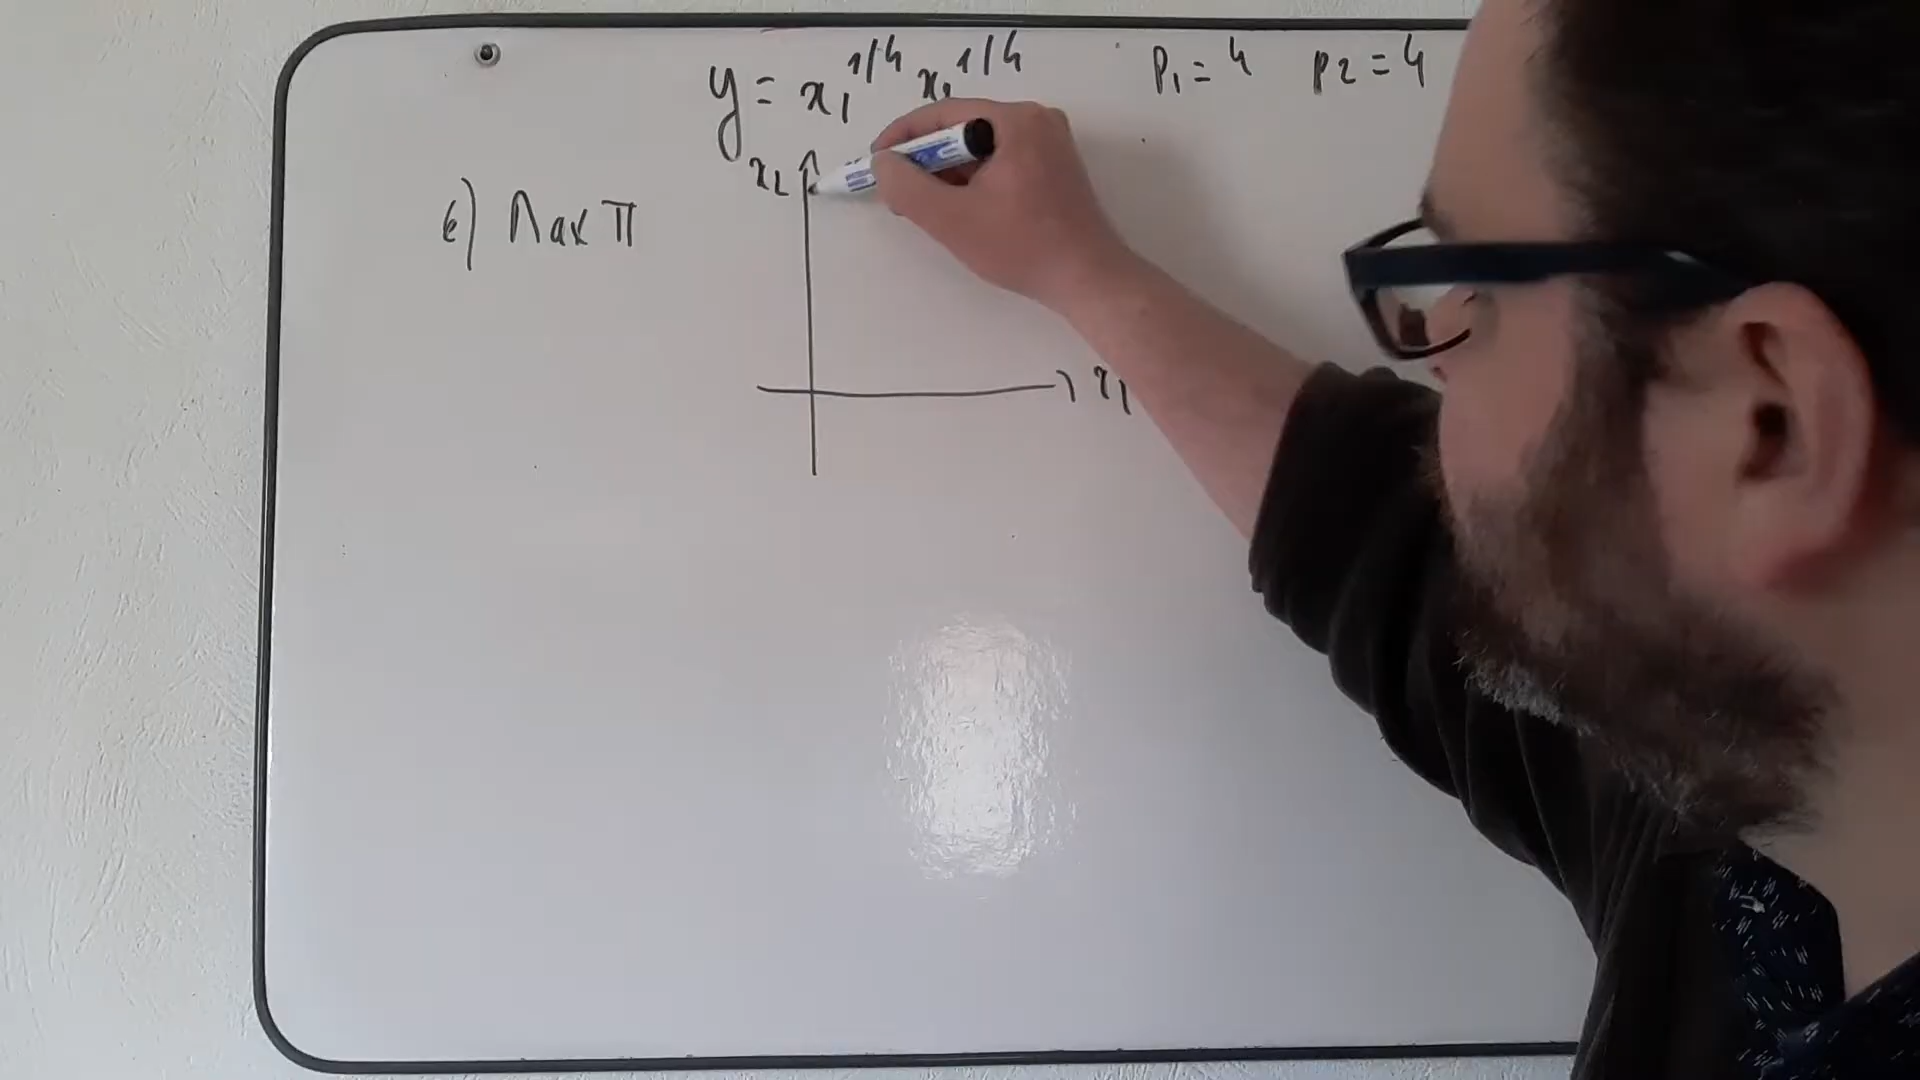 y = x₁^1/4 x₂^1/4 P₁ = 4 P2 = 4
x₂
e) Max π
x₁